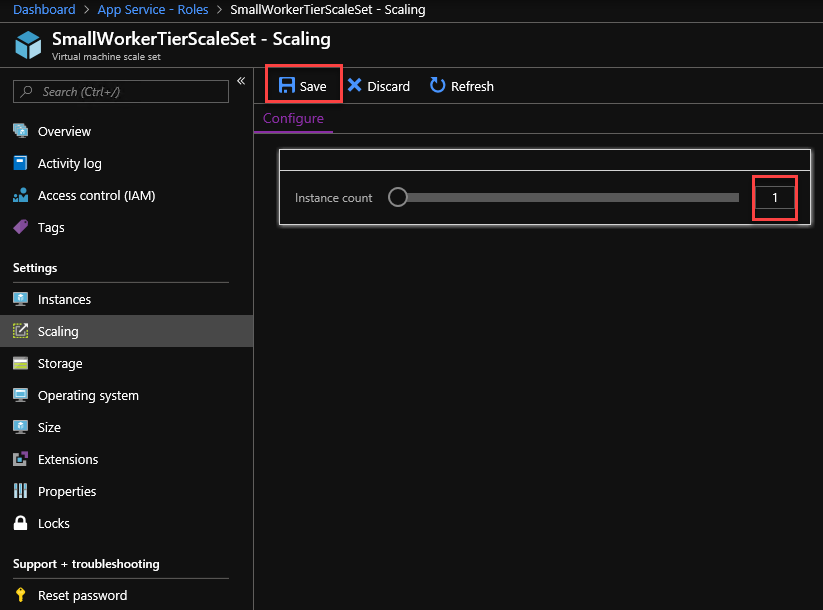 Dashboard > App Service - Roles > SmallWorkerTierScaleSet - Scaling
SmallWorkerTierScaleSet - Scaling
Virtual machine scale set
Search (Ctrl+/)
«
Overview
Activity log
Access control (IAM)
Tags
Settings
Instances
Scaling
Storage
Operating system
Size
Extensions
Properties
Locks
Support + troubleshooting
Reset password
Save Discard Refresh
Configure
Instance count 1